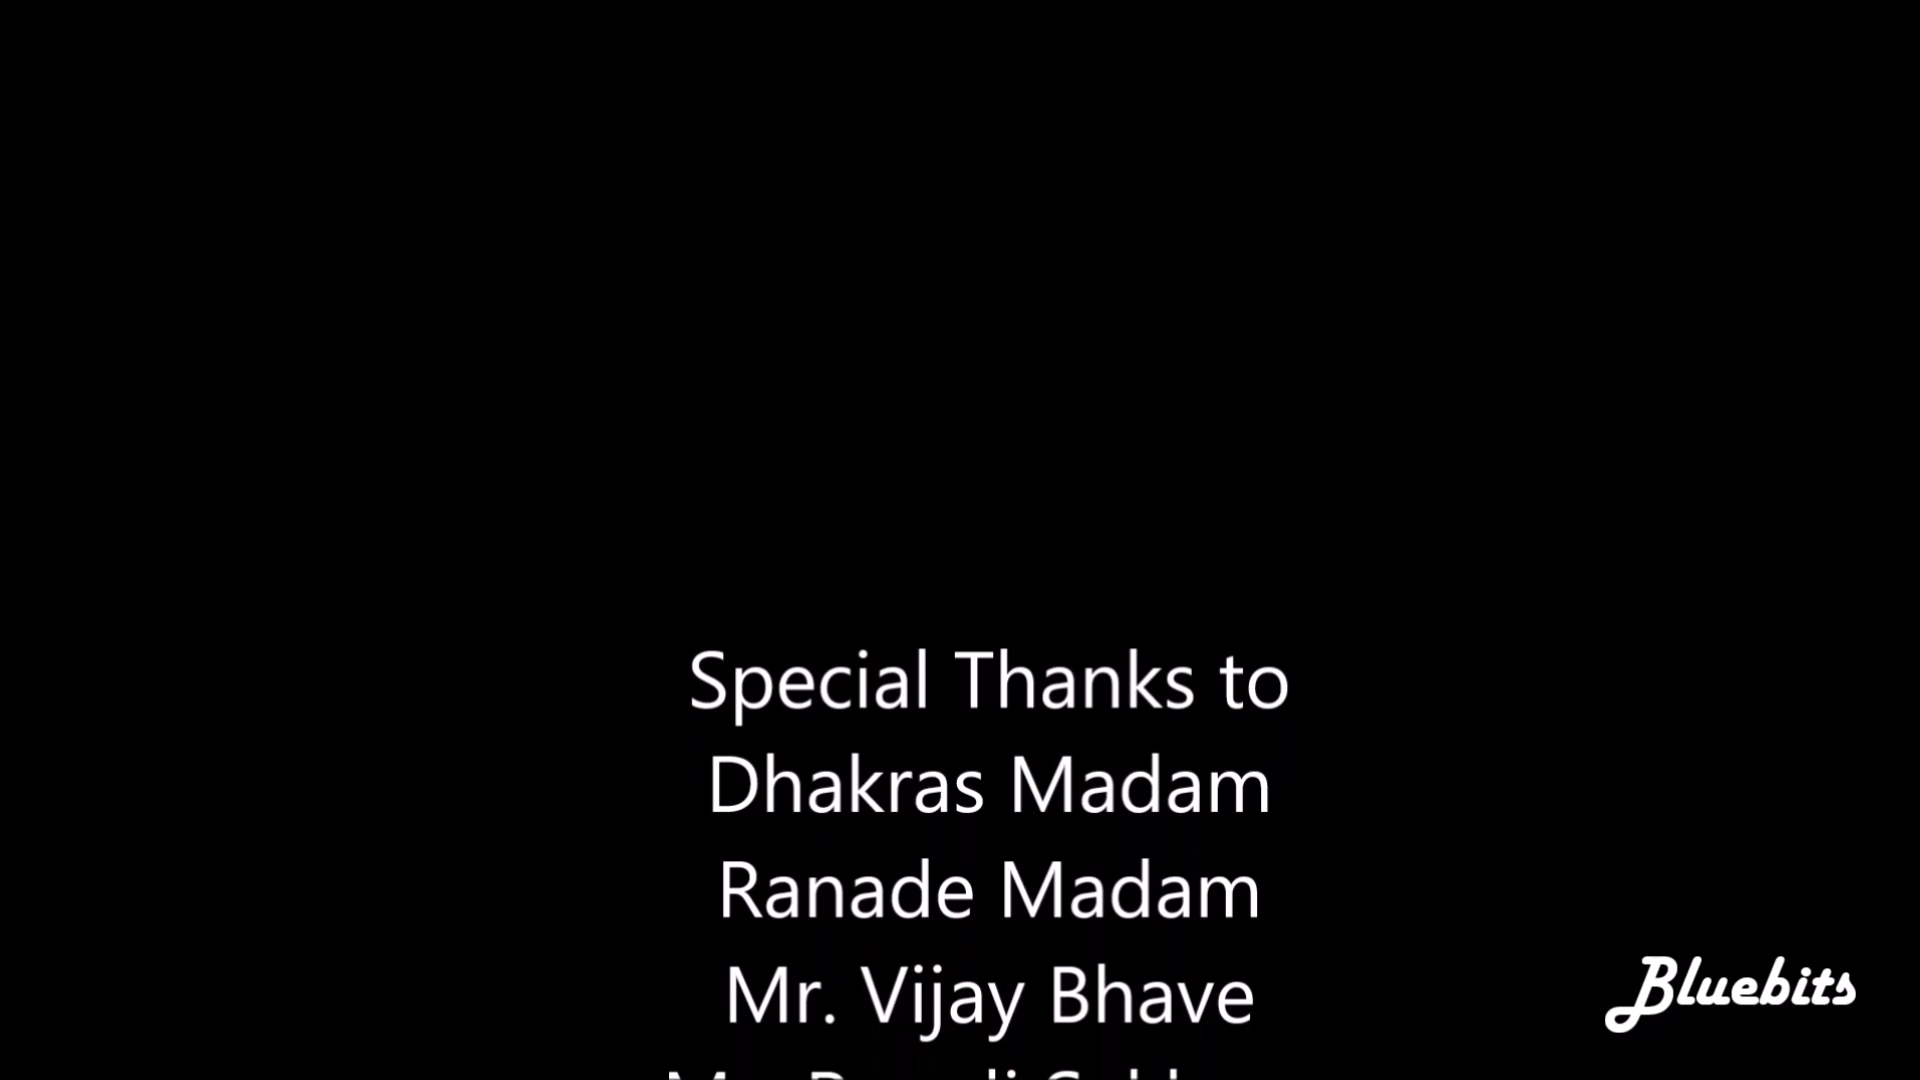 Special Thanks to
Dhakras Madam
Ranade Madam
Mr. Vijay Bhave
Bluebits